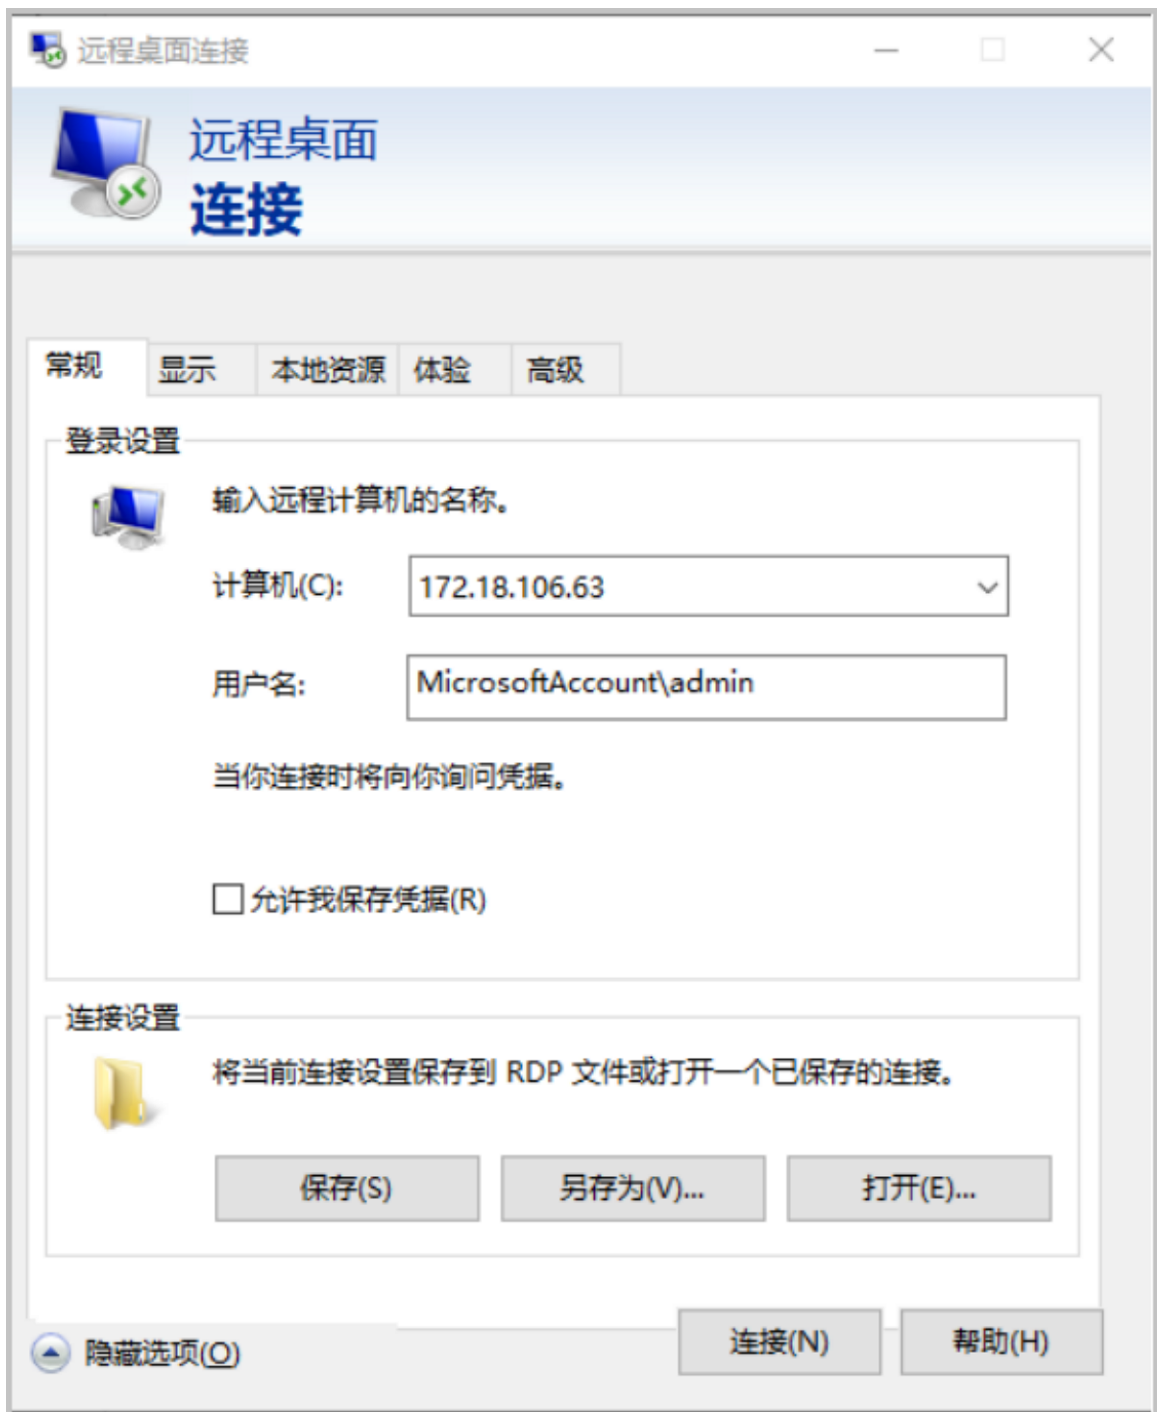 远程桌面连接
远程桌面
连接
常规 显示 本地资源 体验 高级
登录设置
输入远程计算机的名称。
计算机(C): 172.18.106.63
用户名: MicrosoftAccount\admin
当你连接时将向你询问凭据。
允许我保存凭据(R)
连接设置
将当前连接设置保存到 RDP 文件或打开一个已保存的连接。
保存(S) 另存为(V)... 打开(E)...
隐藏选项(O) 连接(N) 帮助(H)